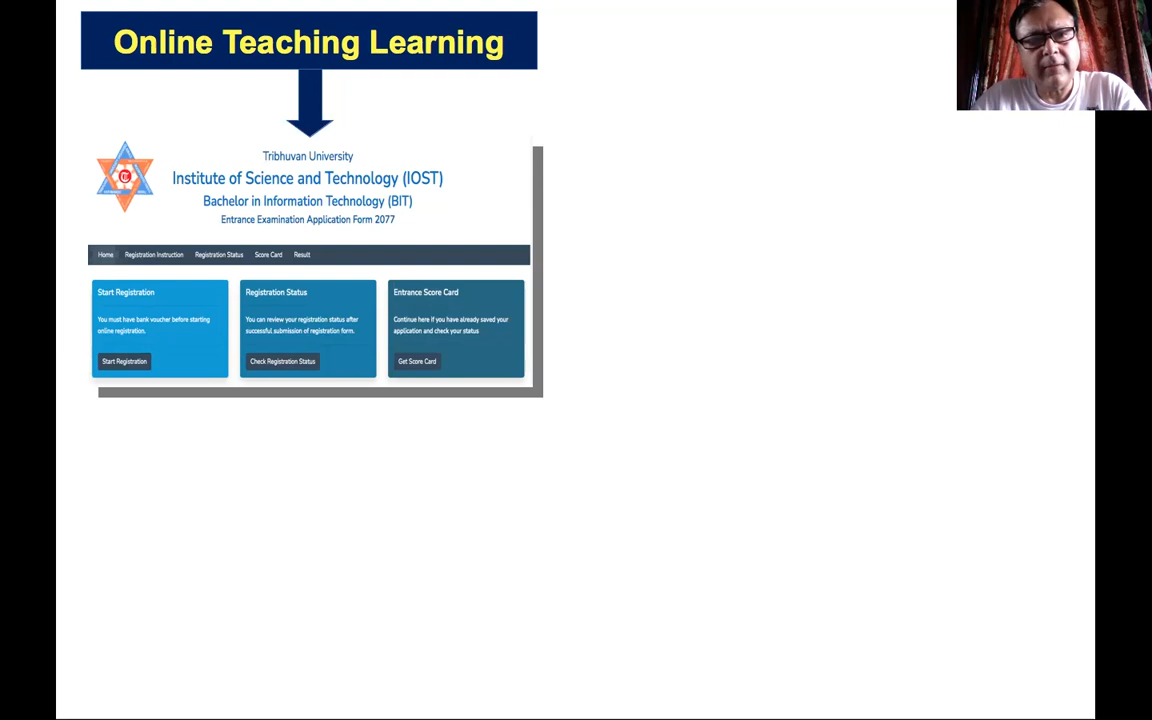 Online Teaching Learning
Tribhuvan University
Institute of Science and Technology (IOST)
Bachelor in Information Technology (BIT)
Entrance Examination Application Form 2077
Home Registration Instruction Registration Status Score Card Result
Start Registration
You must have bank voucher before starting
online registration.
Start Registration
Registration Status
You can review your registration status after
successful submission of registration form.
Check Registration Status
Entrance Score Card
Continue here if you have already saved your
application and check your status
Get Score Card